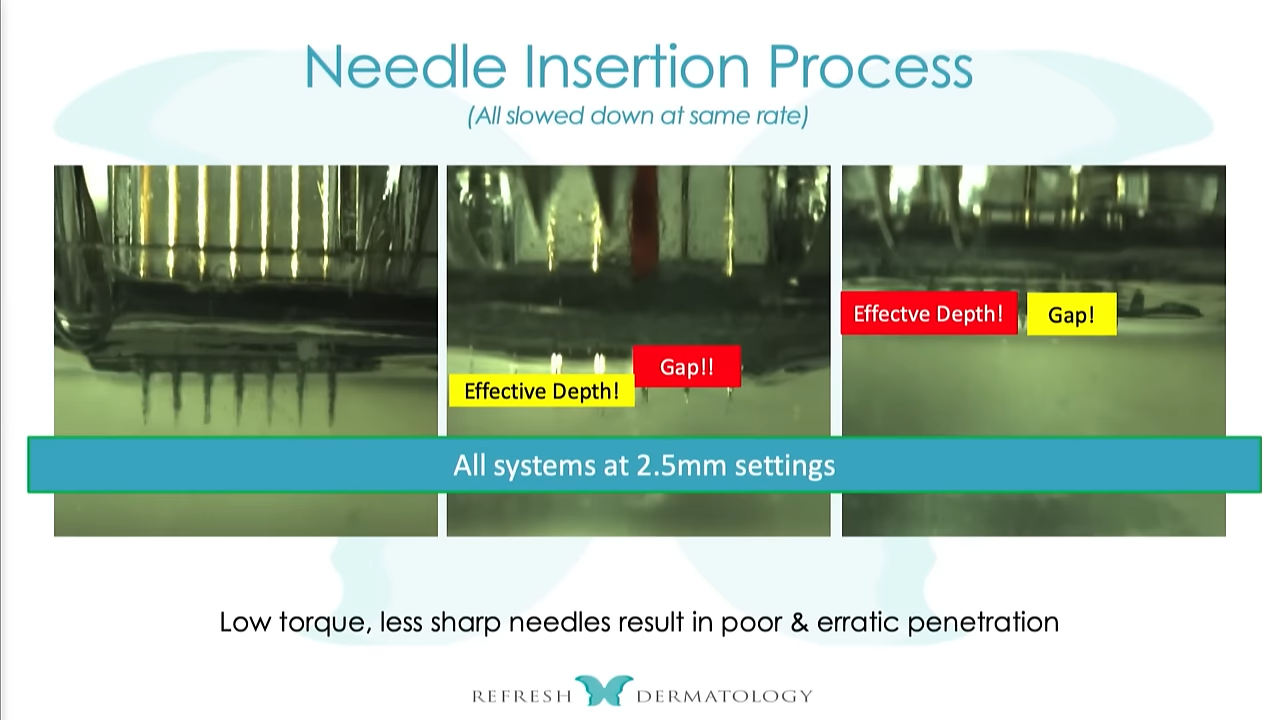 Needle Insertion Process
(All slowed down at same rate)
Effectve Depth!
Gap!
Gap!!
Effective Depth!
All systems at 2.5mm settings
Low torque, less sharp needles result in poor & erratic penetration
REFRESH DERMATOLOGY